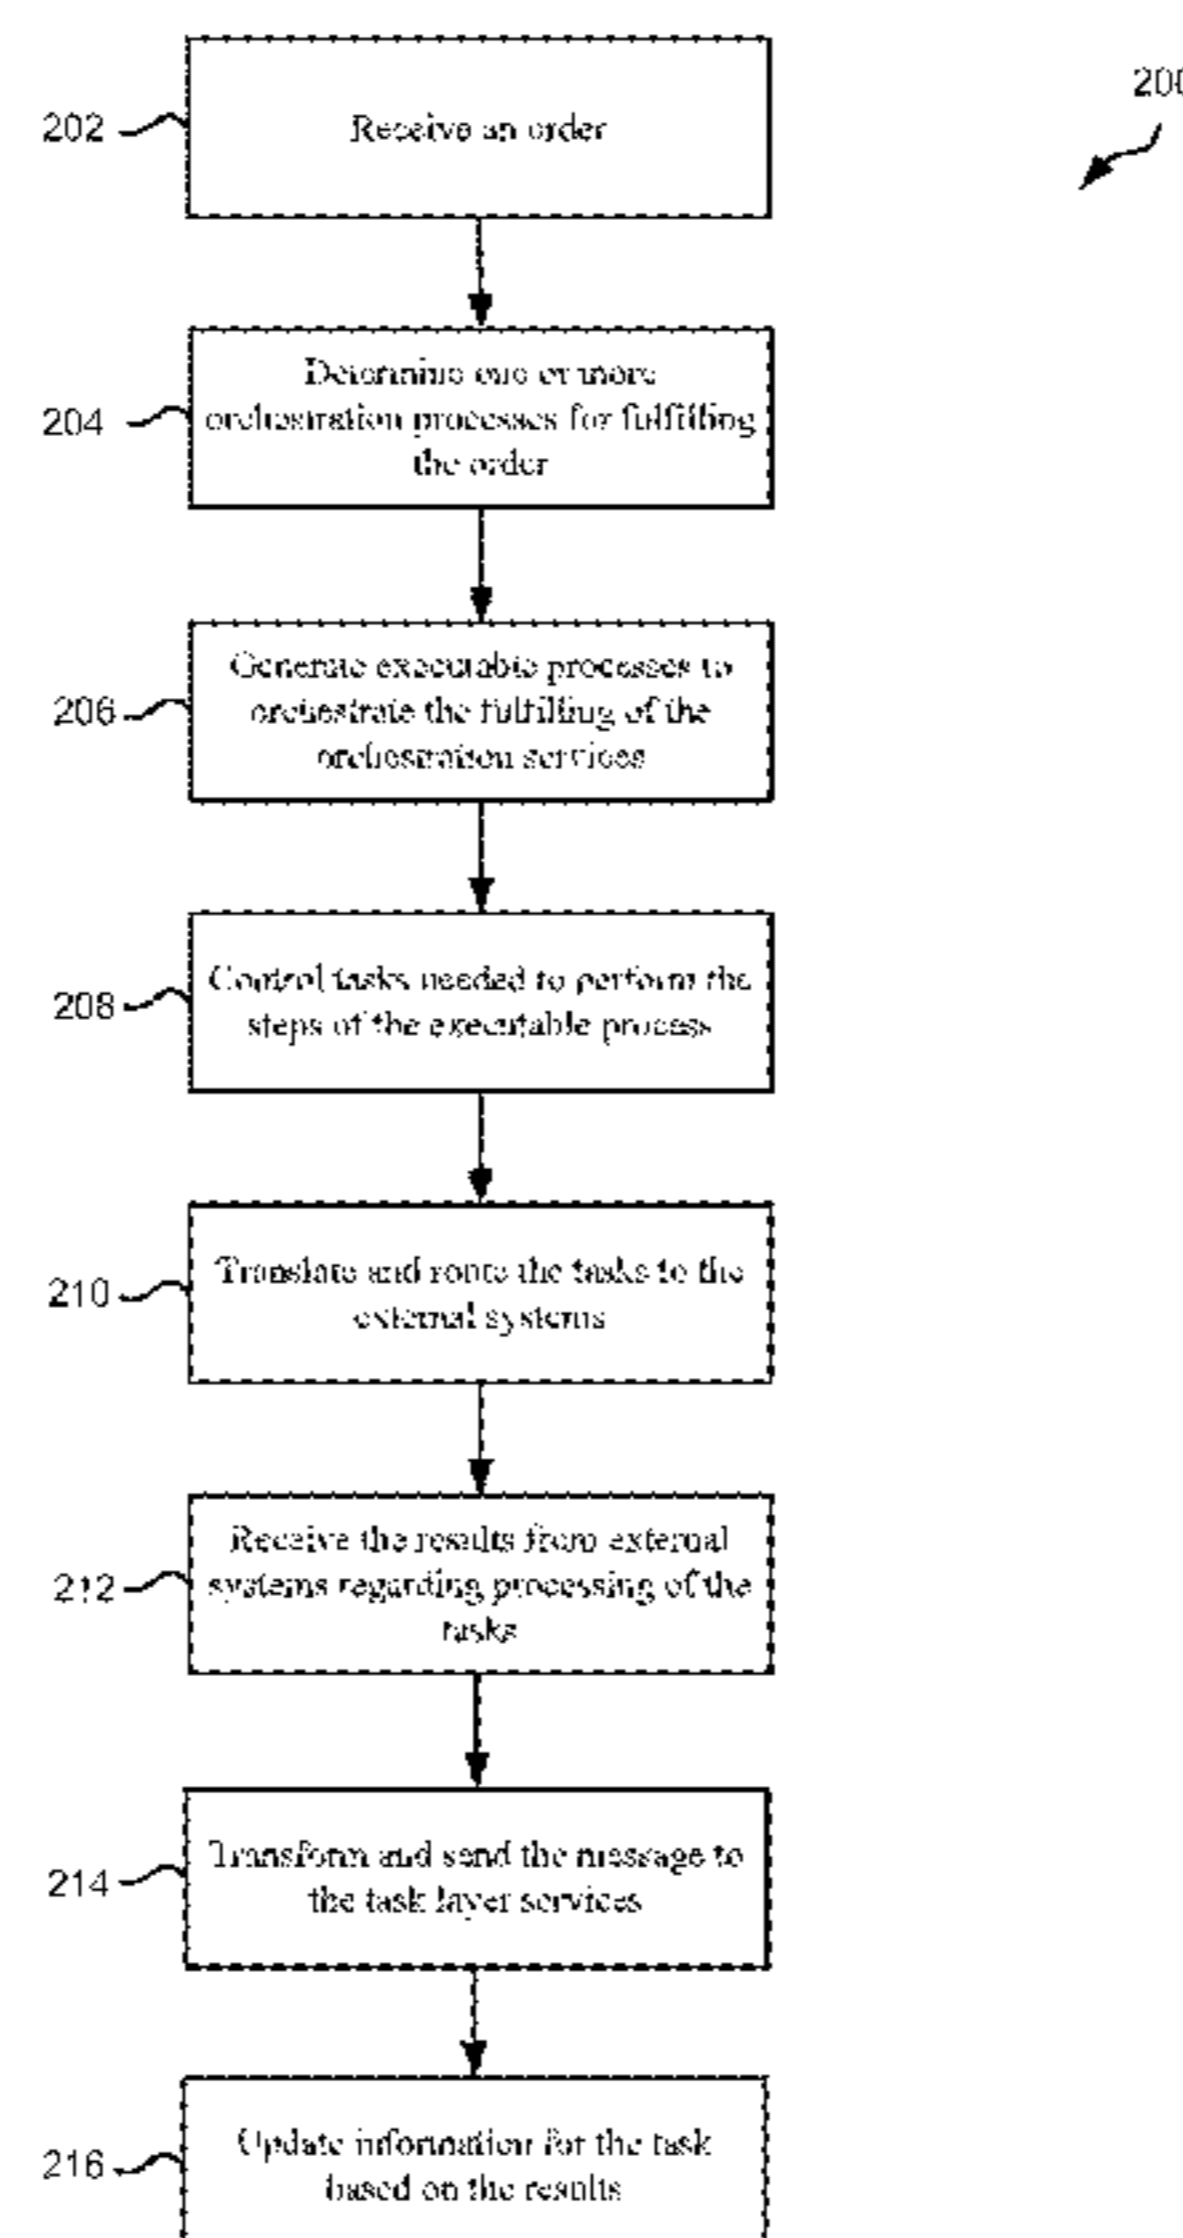 200
202
Receive an order
204
Determine one or more
orchestration processes for fulfilling
the order
206
Generate executable processes to
orchestrate the fulfilling of the
orchestration services
208
Control tasks needed to perform the
steps of the executable process
210
Translate and route the tasks to the
external systems
212
Receive the results from external
systems regarding processing of the
tasks
214
Transform and send the message to
the task layer services
216
Update information for the task
based on the results